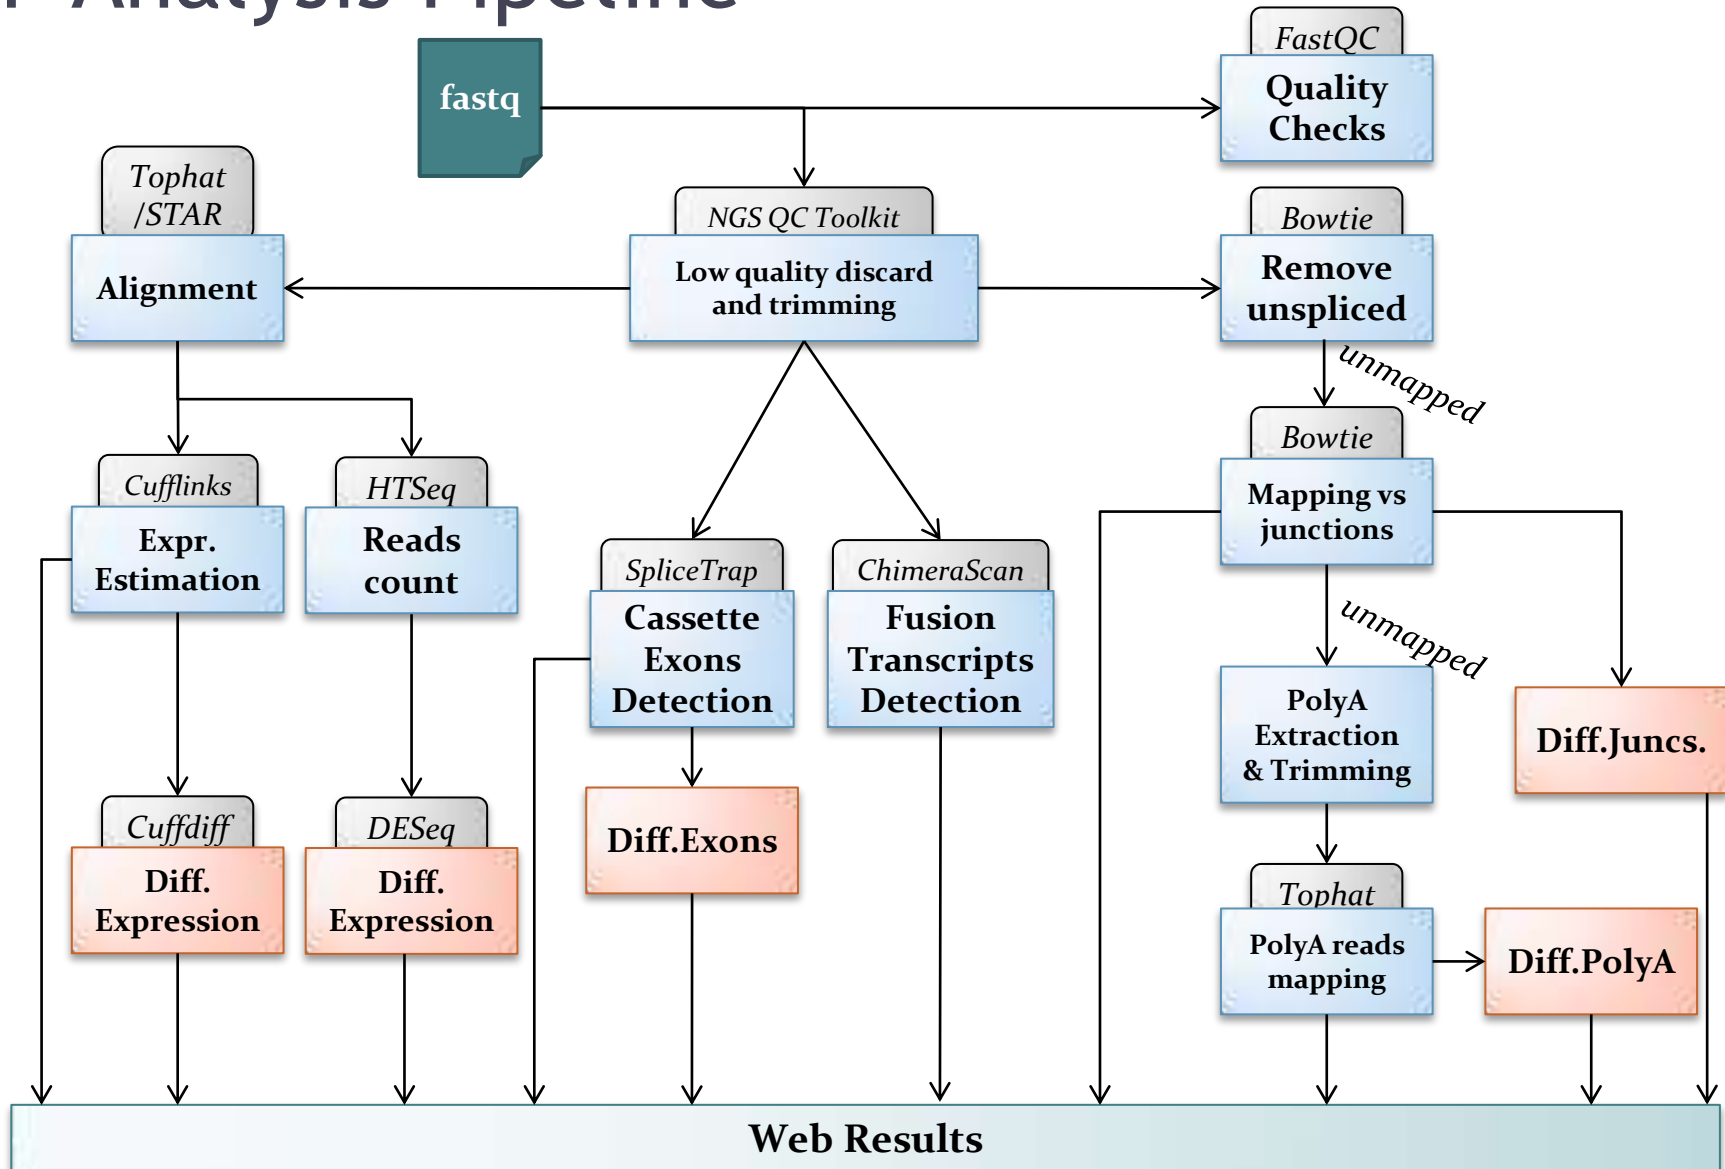 Analysis Pipeline
fastq
FastQC
Quality
Checks
Tophat
/STAR
Alignment
NGS QC Toolkit
Low quality discard
and trimming
Bowtie
Remove
unspliced
unmapped
Cufflinks
Expr.
Estimation
HTSeq
Reads
count
SpliceTrap
Cassette
Exons
Detection
ChimeraScan
Fusion
Transcripts
Detection
Bowtie
Mapping vs
junctions
unmapped
PolyA
Extraction
& Trimming
Diff.Juncs.
Cuffdiff
Diff.
Expression
DESeq
Diff.
Expression
Diff.Exons
Tophat
PolyA reads
mapping
Diff.PolyA
Web Results